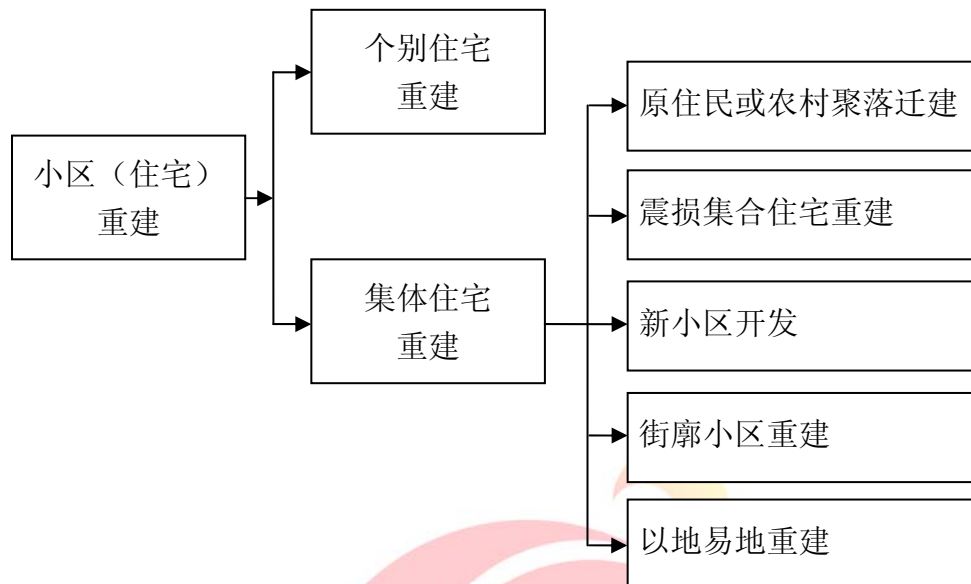 小区（住宅）
重建
个别住宅
重建
集体住宅
重建
原住民或农村聚落迁建
震损集合住宅重建
新小区开发
街廓小区重建
以地易地重建